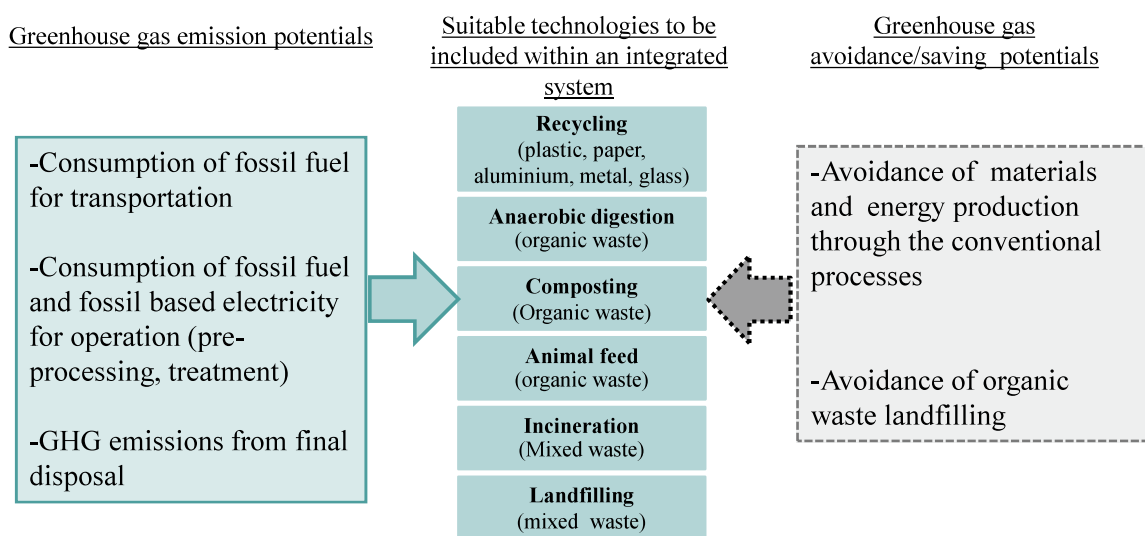 Greenhouse gas emission potentials
Suitable technologies to be
included within an integrated
system
Greenhouse gas
avoidance/saving potentials
-Consumption of fossil fuel
for transportation
-Consumption of fossil fuel
and fossil based electricity
for operation (pre-
processing, treatment)
-GHG emissions from final
disposal
Recycling
(plastic, paper,
aluminium, metal, glass)
Anaerobic digestion
(organic waste)
Composting
(Organic waste)
Animal feed
(organic waste)
Incineration
(Mixed waste)
Landfilling
(mixed waste)
-Avoidance of materials
and energy production
through the conventional
processes
-Avoidance of organic
waste landfilling